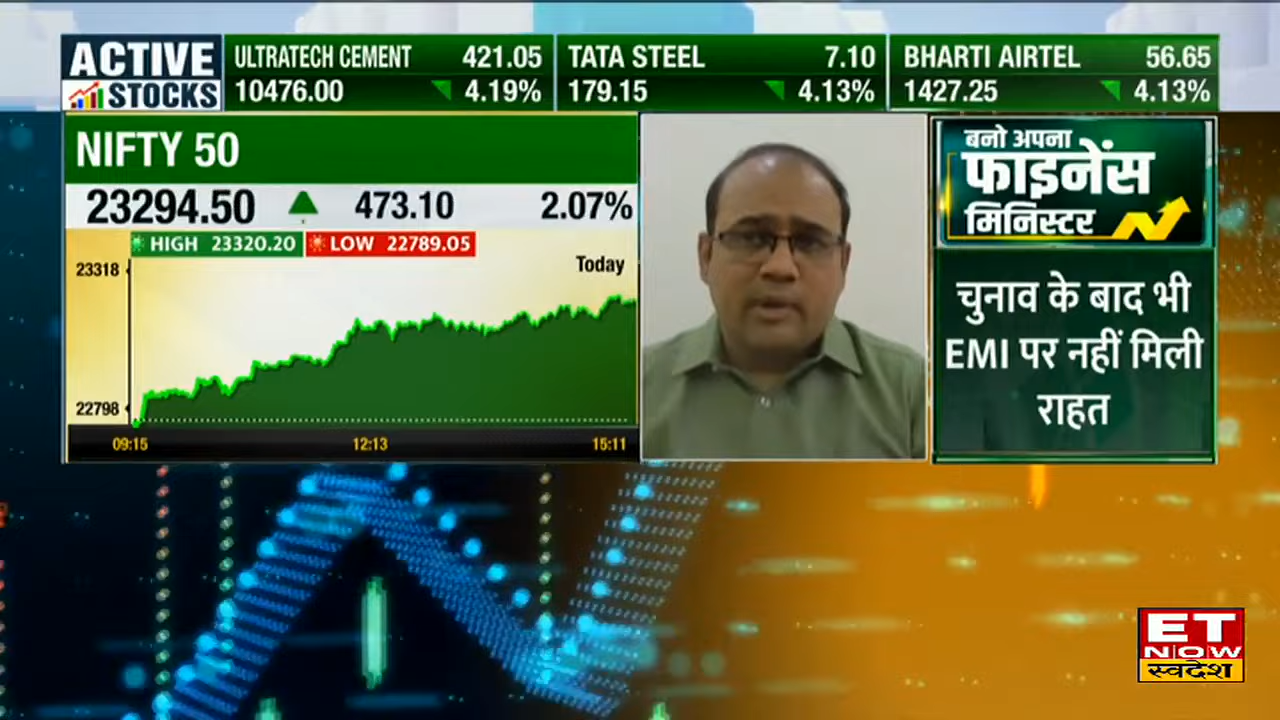 ACTIVE STOCKS
ULTRATECH CEMENT 421.05
10476.00 4.19%
TATA STEEL 7.10
179.15 4.13%
BHARTI AIRTEL 56.65
1427.25 4.13%
NIFTY 50
23294.50 473.10 2.07%
HIGH 23320.20 LOW 22789.05
23318
Today
22798
09:15 12:13 15:11
बनो अपना
फाइनेंस
मिनिस्टर
चुनाव के बाद भी
EMI पर नहीं मिली
राहत
ET
NOW
स्वदेश